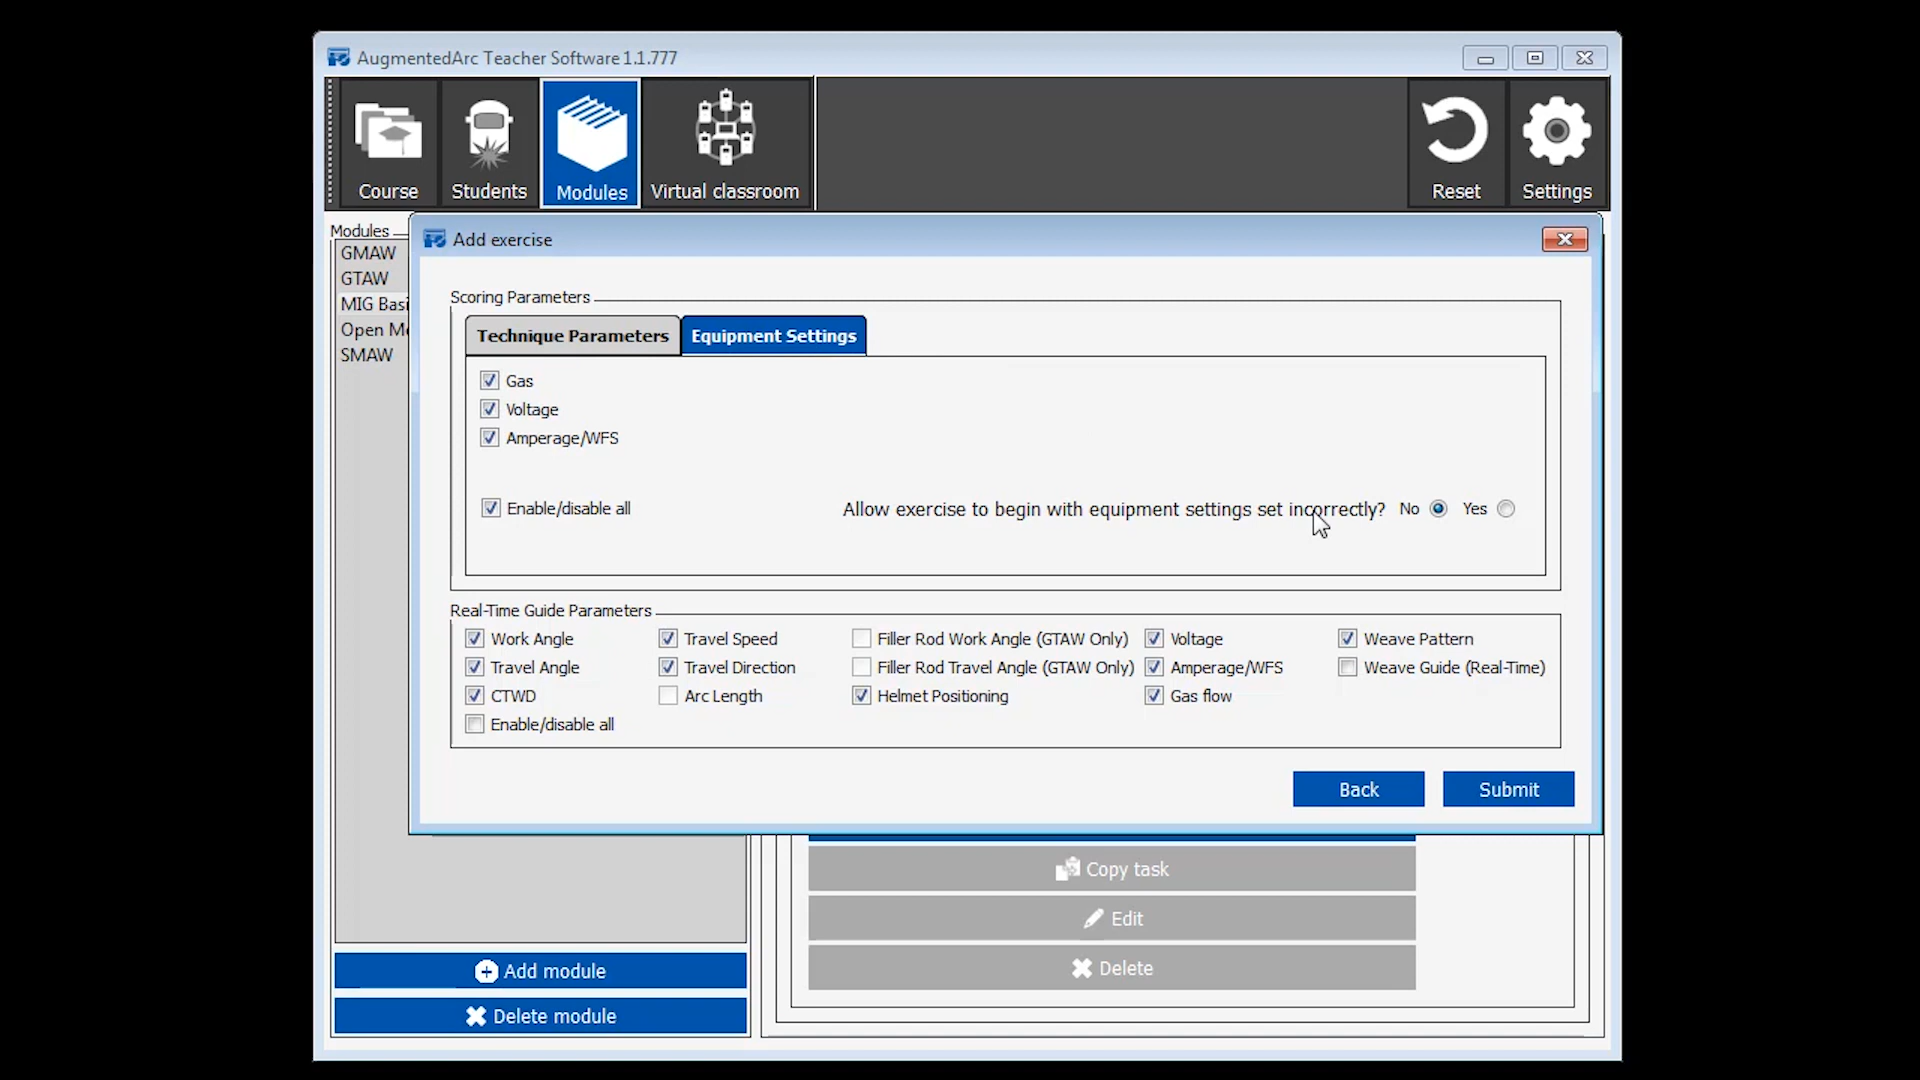 AugmentedArc Teacher Software 1.1.777
Course
Students
Modules
Virtual classroom
Reset
Settings
Modules
GMAW
GTAW
MIG Basi
Open Mo
SMAW
Add exercise
Scoring Parameters
Technique Parameters
Equipment Settings
Gas
Voltage
Amperage/WFS
Enable/disable all
Allow exercise to begin with equipment settings set incorrectly? No Yes
Real-Time Guide Parameters
Work Angle Travel Speed Filler Rod Work Angle (GTAW Only) Voltage Weave Pattern
Travel Angle Travel Direction Filler Rod Travel Angle (GTAW Only) Amperage/WFS Weave Guide (Real-Time)
CTWD Arc Length Helmet Positioning Gas flow
Enable/disable all
Back
Submit
Copy task
Edit
Delete
Add module
Delete module